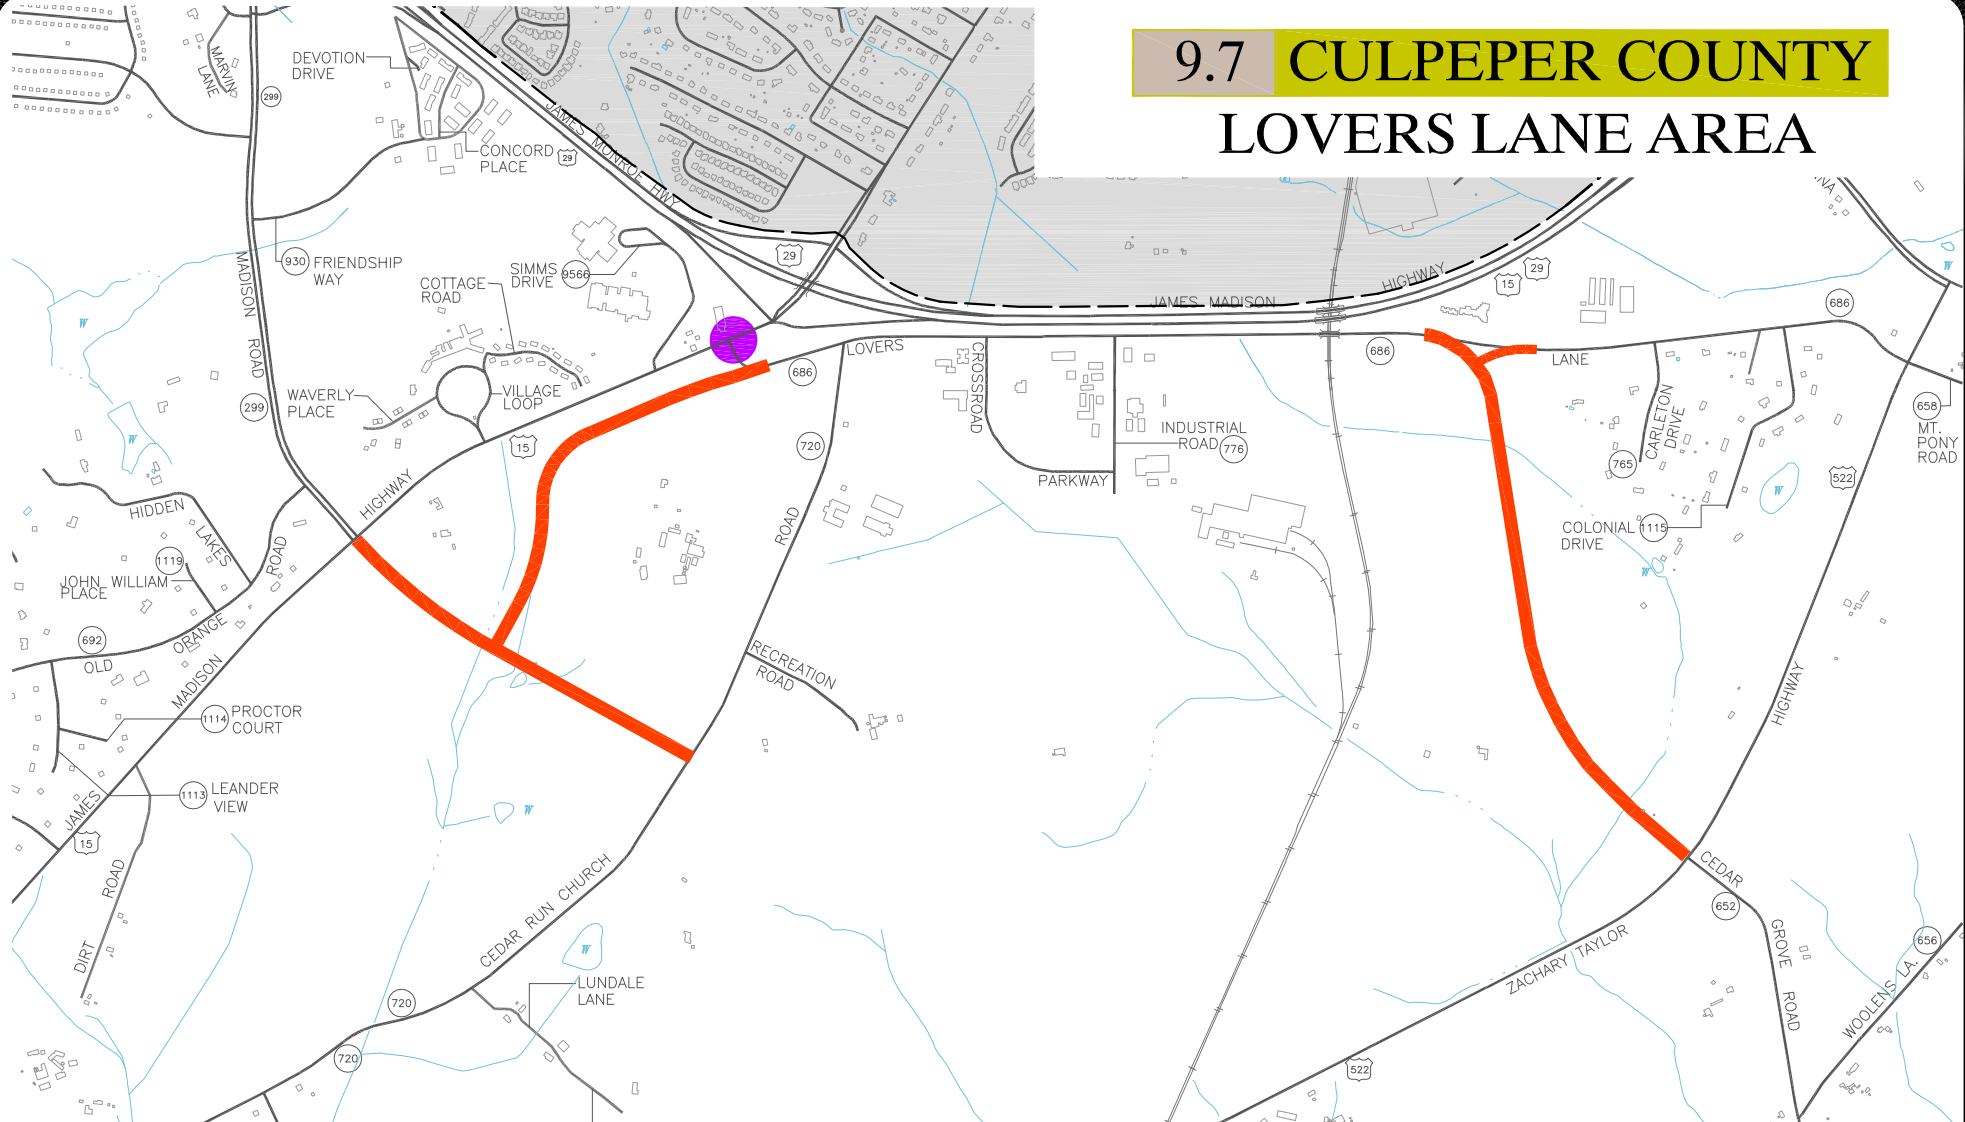 9.7 CULPEPER COUNTY
LOVERS LANE AREA
MARVIN
LANE
299
DEVOTION
DRIVE
CONCORD
PLACE
29
JAMES MONROE HWY
930
FRIENDSHIP
WAY
MADISON ROAD
299
SIMMS
DRIVE
9566
COTTAGE
ROAD
29
WAVERLY
PLACE
VILLAGE
LOOP
15
HIGHWAY
686
LOVERS
LANE
720
ROAD
CROSSROAD
PARKWAY
INDUSTRIAL
ROAD
776
JAMES MADISON
HIGHWAY
15
29
686
686
658
MT.
PONY
ROAD
CARLETON
DRIVE
765
COLONIAL
DRIVE
1115
522
HIGHWAY
W
W
W
W
W
W
W
HIDDEN
LAKES
1119
JOHN WILLIAM
PLACE
692
OLD
ORANGE
ROAD
MADISON
1114
PROCTOR
COURT
1113
LEANDER
VIEW
JAMES
15
DIRT
ROAD
RECREATION
ROAD
CEDAR RUN CHURCH
720
720
LUNDALE
LANE
CEDAR
GROVE
ROAD
652
656
WOOLENS LA.
ZACHARY TAYLOR
522